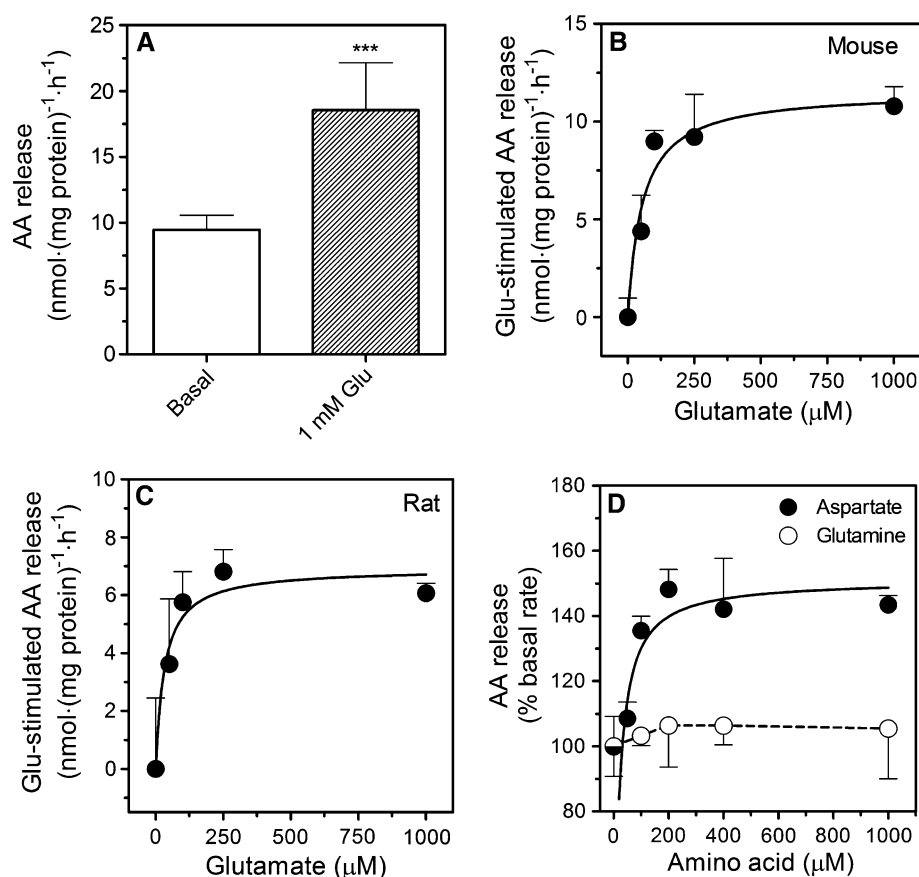 A
AA release
(nmol·(mg protein)⁻¹·h⁻¹)
25
20
15
10
5
0
***
Basal
1 mM Glu
B
Mouse
Glu-stimulated AA release
(nmol·(mg protein)⁻¹·h⁻¹)
15
10
5
0
0 250 500 750 1000
Glutamate (μM)
C
Rat
Glu-stimulated AA release
(nmol·(mg protein)⁻¹·h⁻¹)
10
8
6
4
2
0
0 250 500 750 1000
Glutamate (μM)
D
Aspartate
Glutamine
AA release
(% basal rate)
180
160
140
120
100
80
0 200 400 600 800 1000
Amino acid (μM)